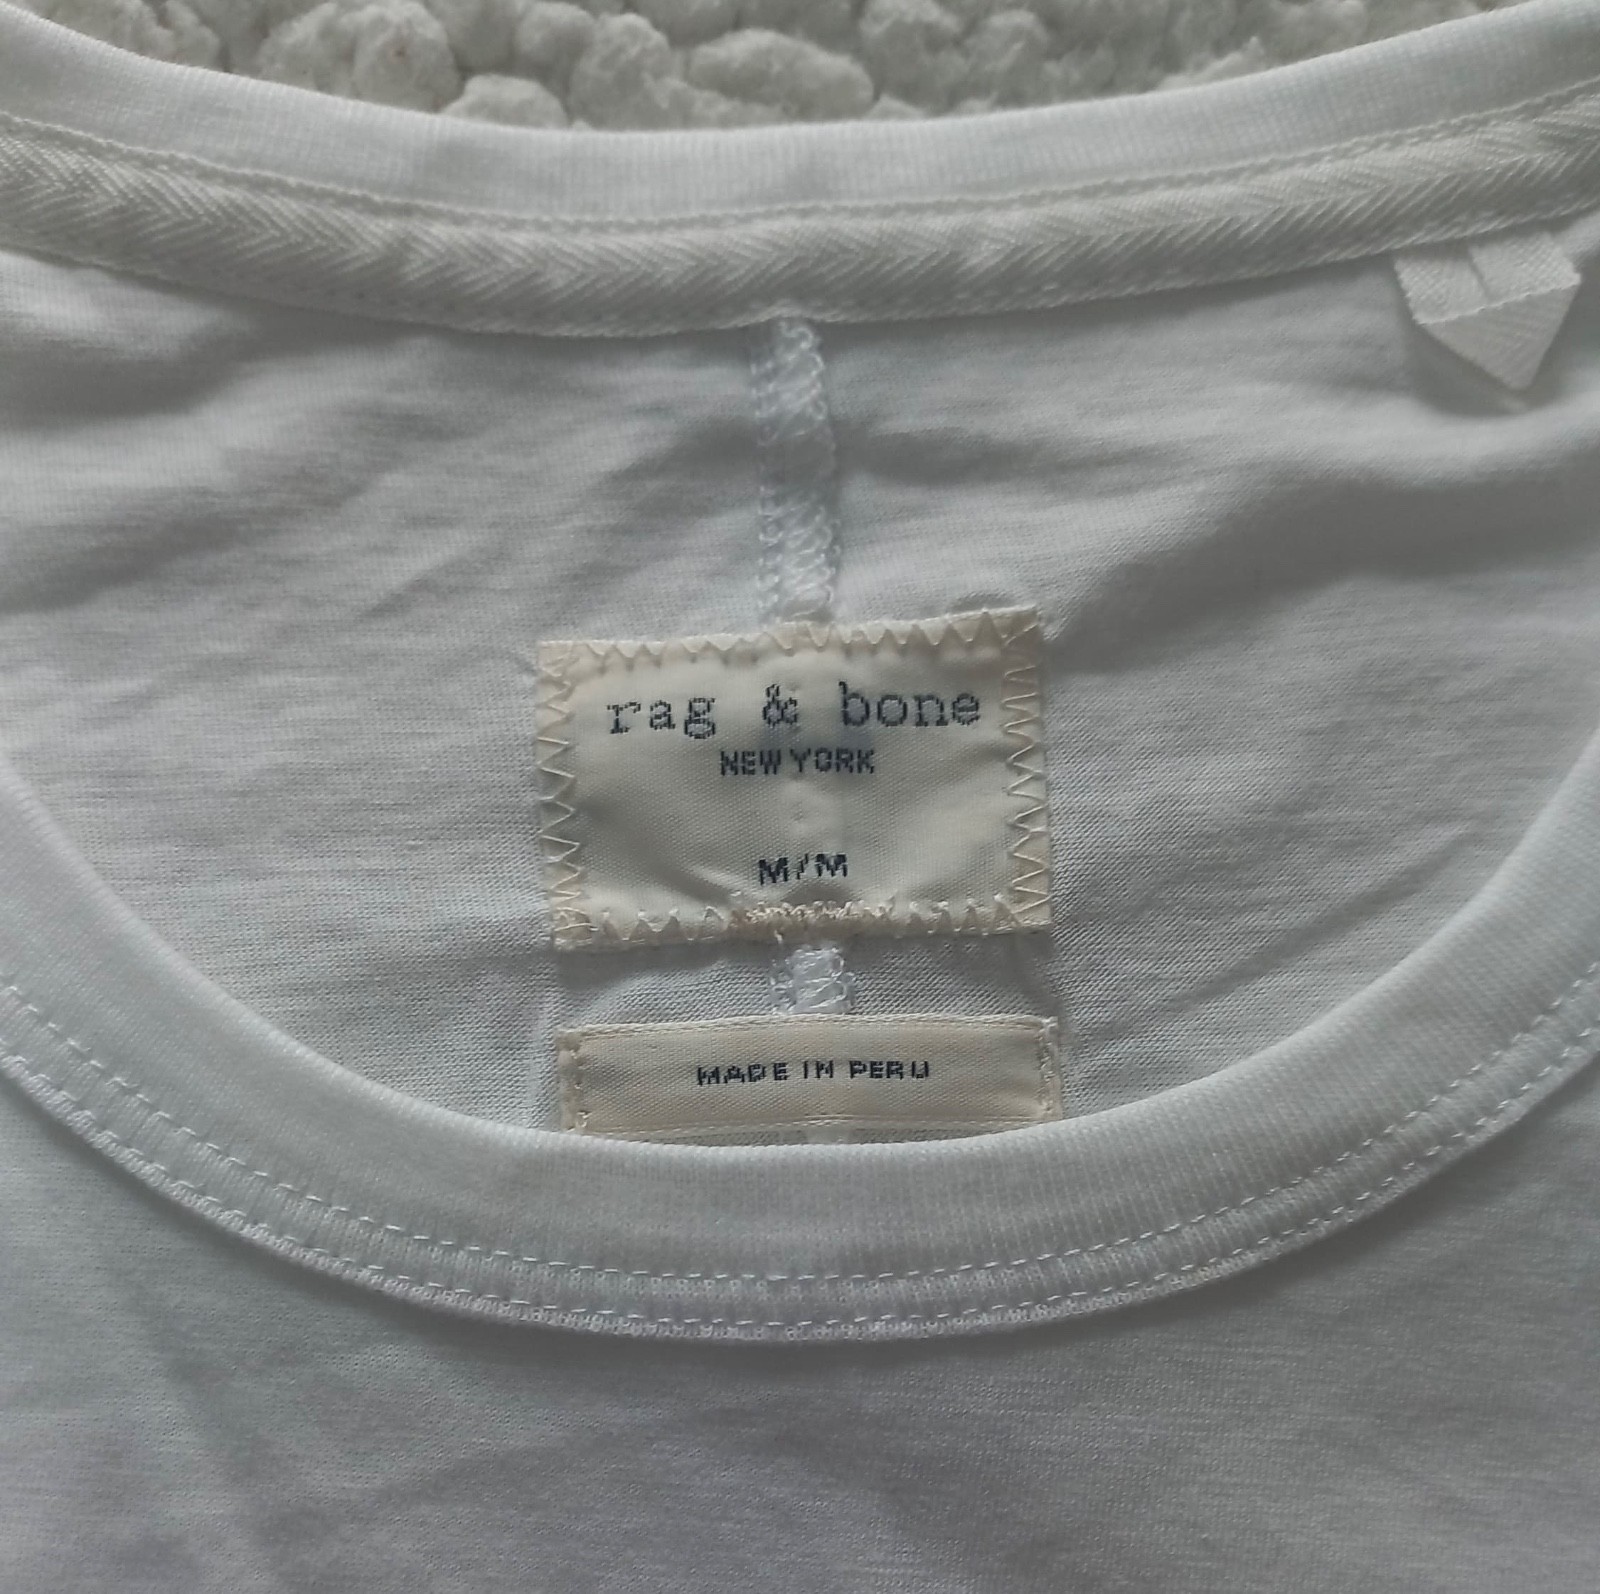 rag & bone
NEW YORK
M/M
MADE IN PERU